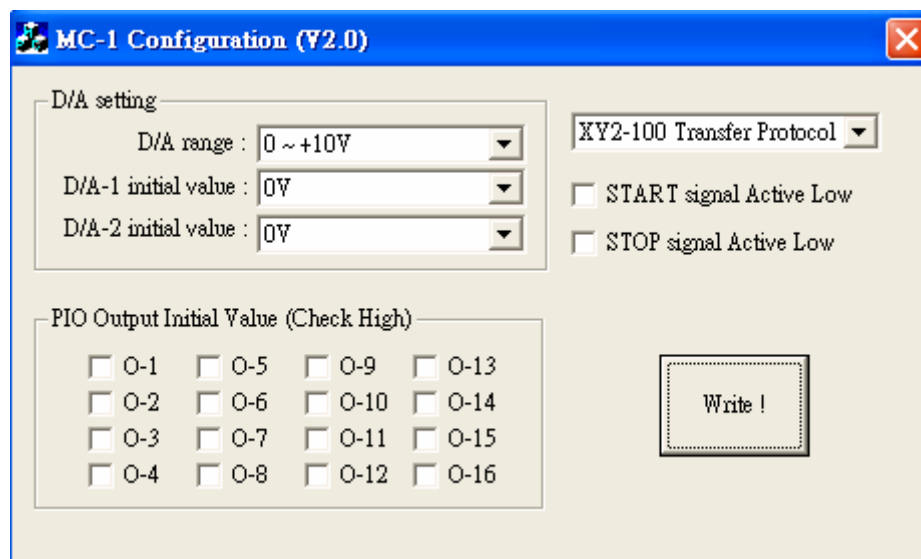 MC-1 Configuration (V2.0)
D/A setting
D/A range : 0 ~ +10V
D/A-1 initial value : 0V
D/A-2 initial value : 0V
XY2-100 Transfer Protocol
START signal Active Low
STOP signal Active Low
PIO Output Initial Value (Check High)
O-1 O-5 O-9 O-13
O-2 O-6 O-10 O-14
O-3 O-7 O-11 O-15
O-4 O-8 O-12 O-16
Write !